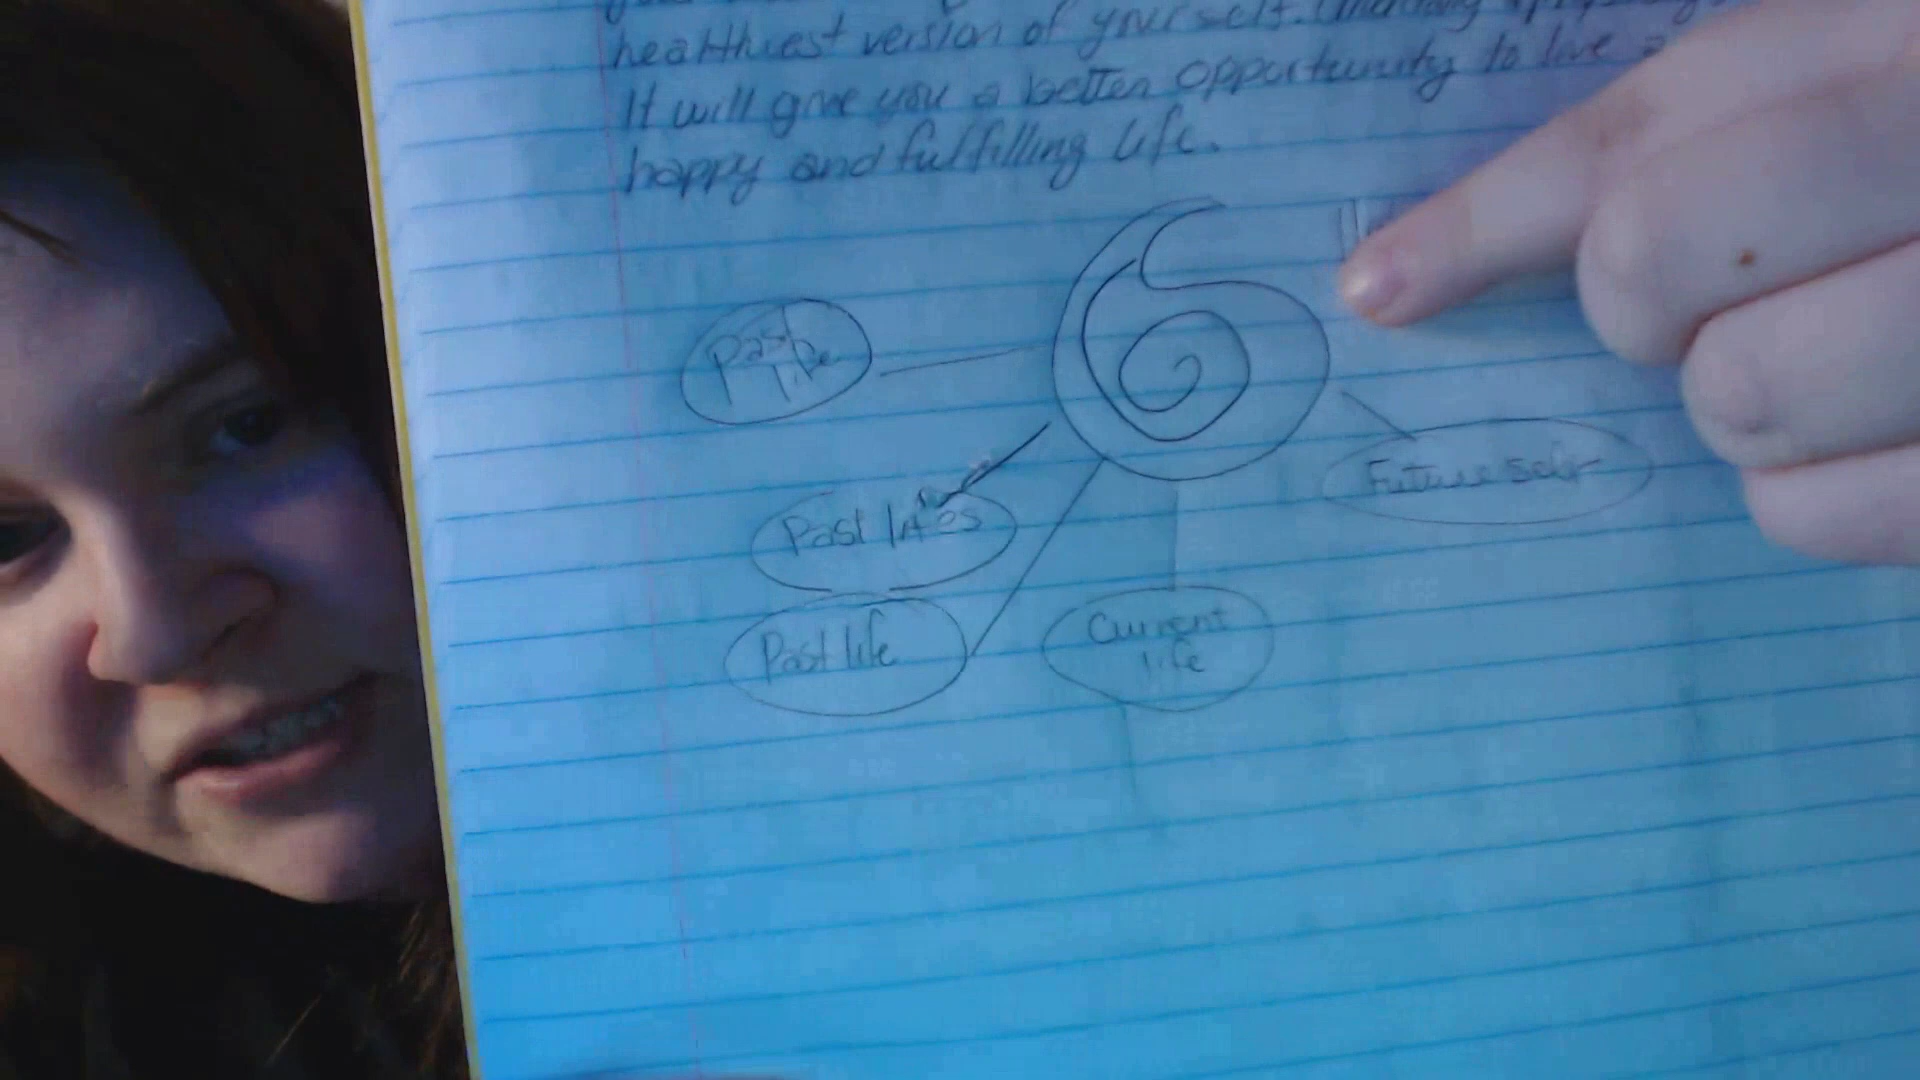 healthiest version of yourself.
It will give you a better opportunity to live a
happy and fulfilling life.
Past life
Past lifes
Future self
Past life
Current
life